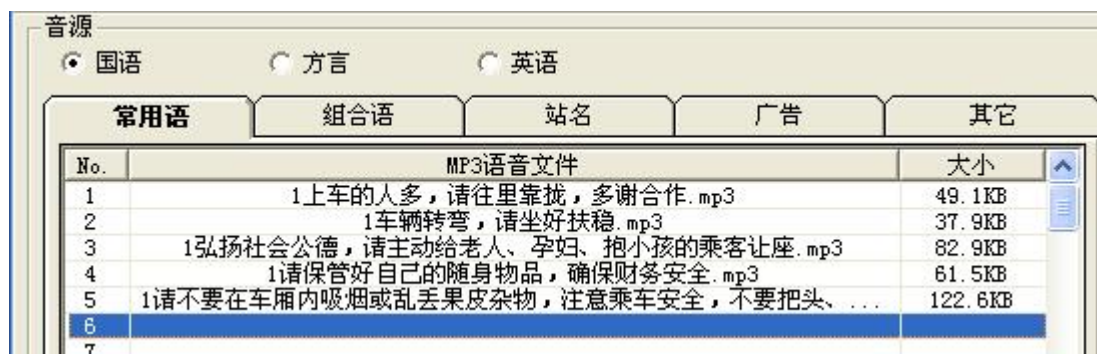 音源
国语 方言 英语
常用语 组合语 站名 广告 其它
No. MP3语音文件 大小
1 1上车的人多，请往里靠拢，多谢合作.mp3 49.1KB
2 1车辆转弯，请坐好扶稳.mp3 37.9KB
3 1弘扬社会公德，请主动给老人、孕妇、抱小孩的乘客让座.mp3 82.9KB
4 1请保管好自己的随身物品，确保财务安全.mp3 61.5KB
5 1请不要在车厢内吸烟或乱丢果皮杂物，注意乘车安全，不要把头、... 122.6KB
6
7